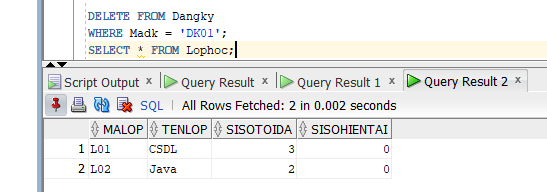 DELETE FROM Dangky
WHERE Madk = 'DK01';
SELECT * FROM Lophoc;
Script Output × Query Result × Query Result 1 × Query Result 2 ×
SQL | All Rows Fetched: 2 in 0.002 seconds
MALOP TENLOP SISOTOIDA SISOHIENTAI
1 L01 CSDL 3 0
2 L02 Java 2 0